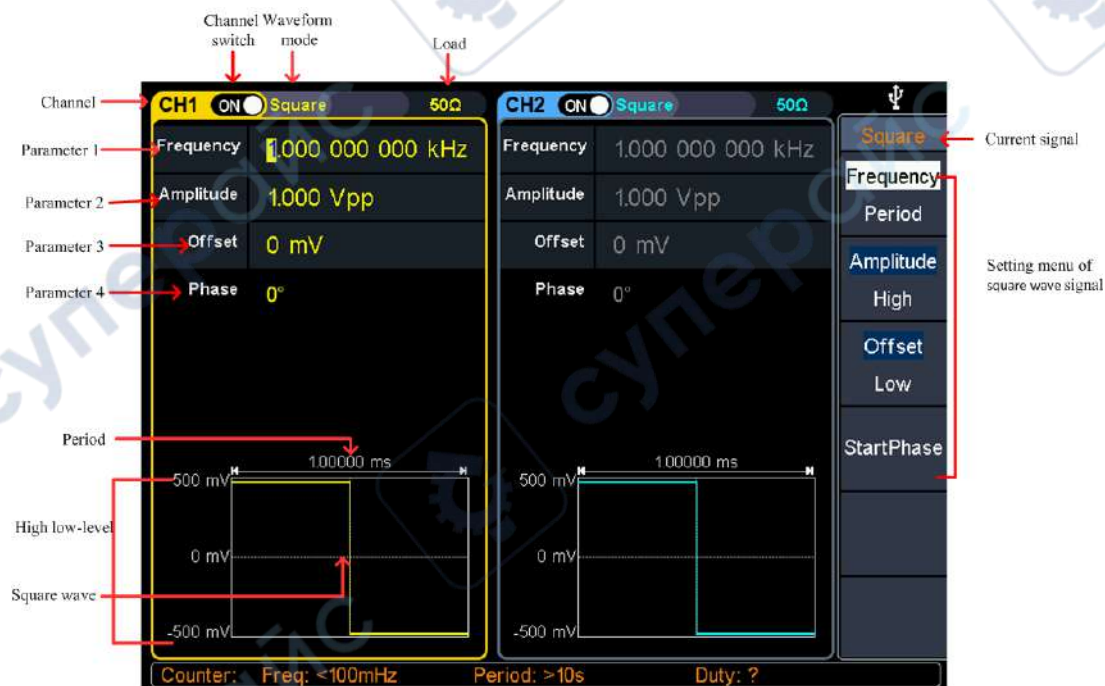 Channel switch
Waveform mode
Load
Channel
Parameter 1
Parameter 2
Parameter 3
Parameter 4
Period
High low-level
Square wave
CH1 ON Square 50Ω
Frequency 1.000 000 000 kHz
Amplitude 1.000 Vpp
Offset 0 mV
Phase 0°
1.00000 ms
500 mV
0 mV
-500 mV
CH2 ON Square 50Ω
Frequency 1.000 000 000 kHz
Amplitude 1.000 Vpp
Offset 0 mV
Phase 0°
1.00000 ms
500 mV
0 mV
-500 mV
Square
Frequency
Period
Amplitude
High
Offset
Low
StartPhase
Current signal
Setting menu of
square wave signal
Counter: Freq: <100mHz Period: >10s Duty: ?
суперайс
суперайс